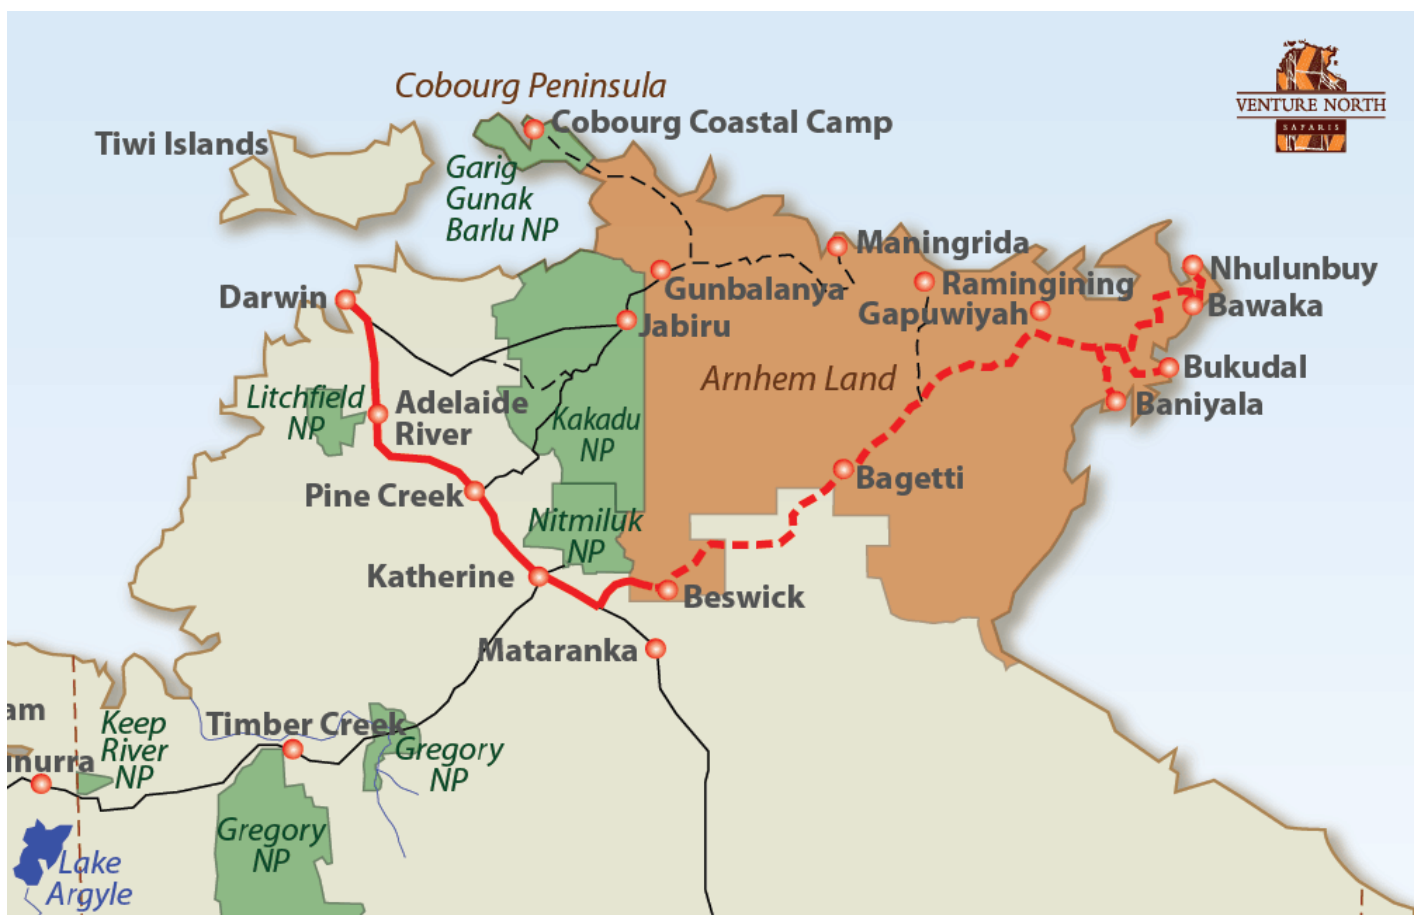 Cobourg Peninsula
VENTURE NORTH
SAFARIS
Cobourg Coastal Camp
Tiwi Islands
Garig
Gunak
Barlu NP
Maningrida
Nhulunbuy
Gunbalanya
Ramingining
Darwin
Bawaka
Gapuwiyah
Jabiru
Bukudal
Arnhem Land
Litchfield
NP
Adelaide
River
Baniyala
Kakadu
NP
Bagetti
Pine Creek
Nitmiluk
NP
Katherine
Beswick
Mataranka
am
Keep
River
NP
Timber Creek
Gregory
NP
nurra
Gregory
NP
Lake
Argyle